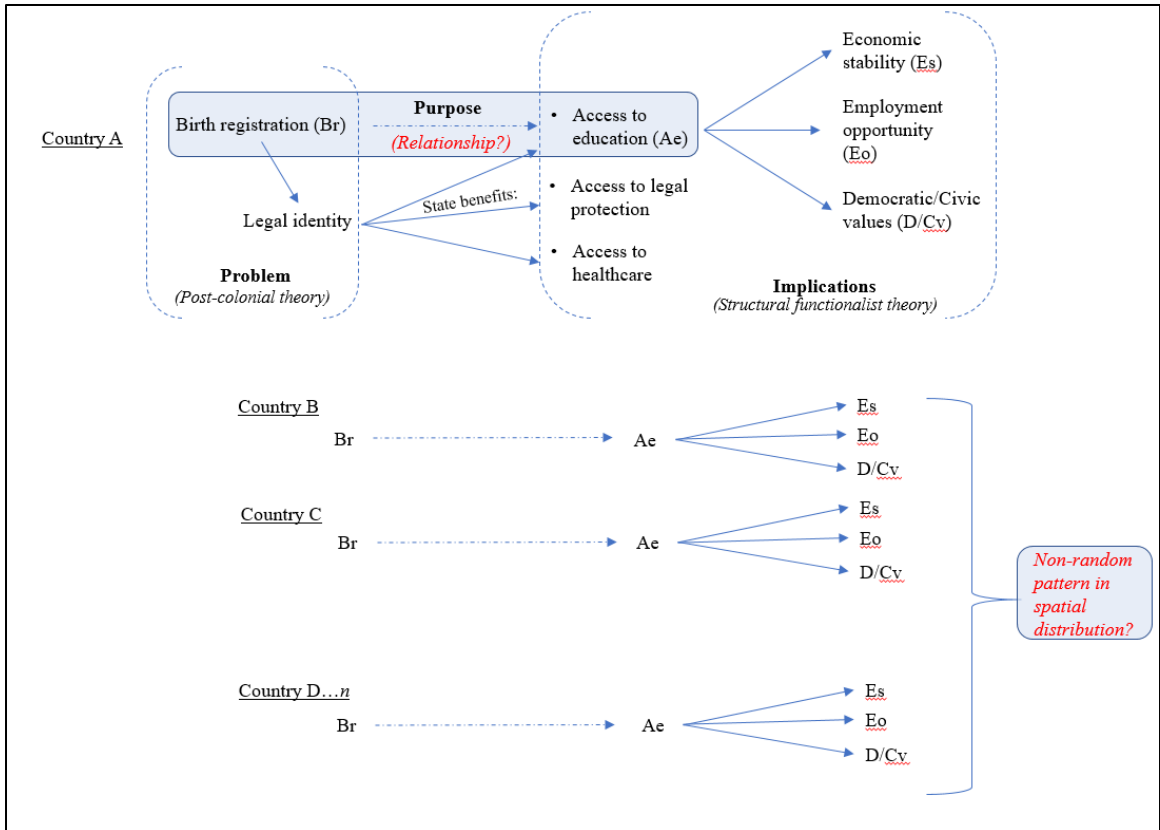 Country A
Birth registration (Br)
Purpose
(Relationship?)
• Access to
education (Ae)
Economic
stability (Es)
Employment
opportunity
(Eo)
Democratic/Civic
values (D/Cv)
Legal identity
State benefits:
• Access to legal
protection
• Access to
healthcare
Problem
(Post-colonial theory)
Implications
(Structural functionalist theory)
Country B
Br
Ae
Es
Eo
D/Cv
Country C
Br
Ae
Es
Eo
D/Cv
Non-random
pattern in
spatial
distribution?
Country D…n
Br
Ae
Es
Eo
D/Cv